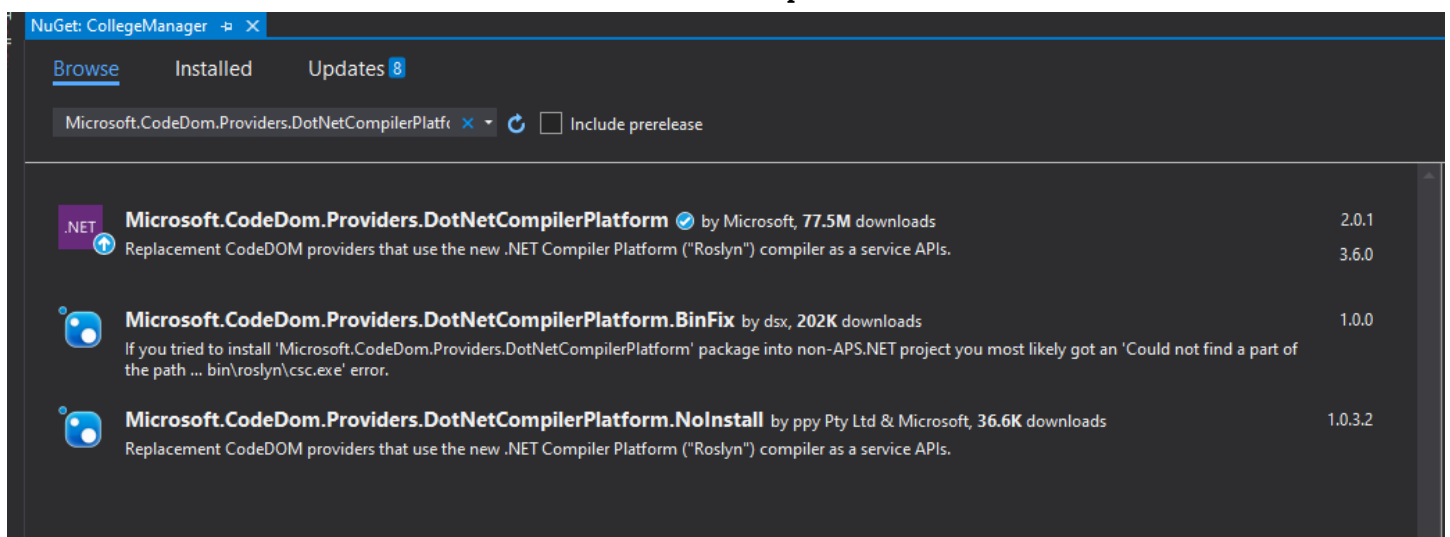 NuGet: CollegeManager
Browse Installed Updates 8
Microsoft.CodeDom.Providers.DotNetCompilerPlatf Include prerelease
.NET Microsoft.CodeDom.Providers.DotNetCompilerPlatform by Microsoft, 77.5M downloads 2.0.1
Replacement CodeDOM providers that use the new .NET Compiler Platform ("Roslyn") compiler as a service APIs. 3.6.0
Microsoft.CodeDom.Providers.DotNetCompilerPlatform.BinFix by dsx, 202K downloads 1.0.0
If you tried to install 'Microsoft.CodeDom.Providers.DotNetCompilerPlatform' package into non-APS.NET project you most likely got an 'Could not find a part of
the path ... bin\roslyn\csc.exe' error.
Microsoft.CodeDom.Providers.DotNetCompilerPlatform.NoInstall by ppy Pty Ltd & Microsoft, 36.6K downloads 1.0.3.2
Replacement CodeDOM providers that use the new .NET Compiler Platform ("Roslyn") compiler as a service APIs.